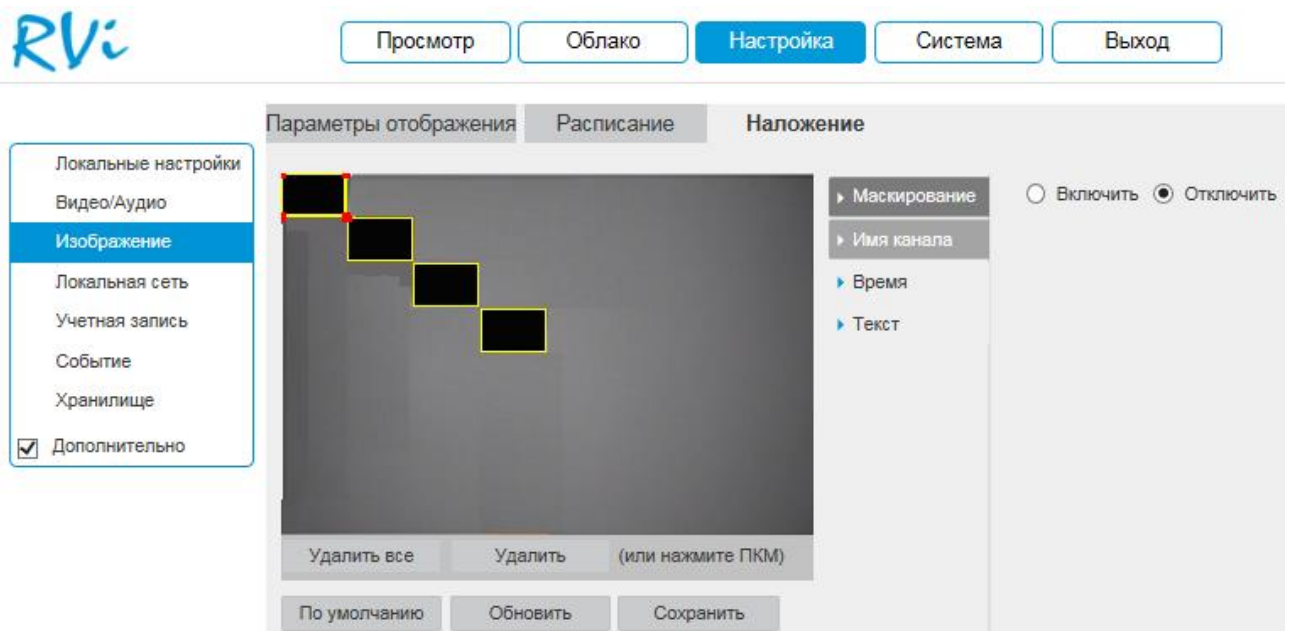 RVi
Просмотр Облако Настройка Система Выход
Параметры отображения Расписание Наложение
Локальные настройки
Видео/Аудио
Изображение
Локальная сеть
Учетная запись
Событие
Хранилище
Дополнительно
Маскирование
Имя канала
Время
Текст
Включить Отключить
Удалить все Удалить (или нажмите ПКМ)
По умолчанию Обновить Сохранить